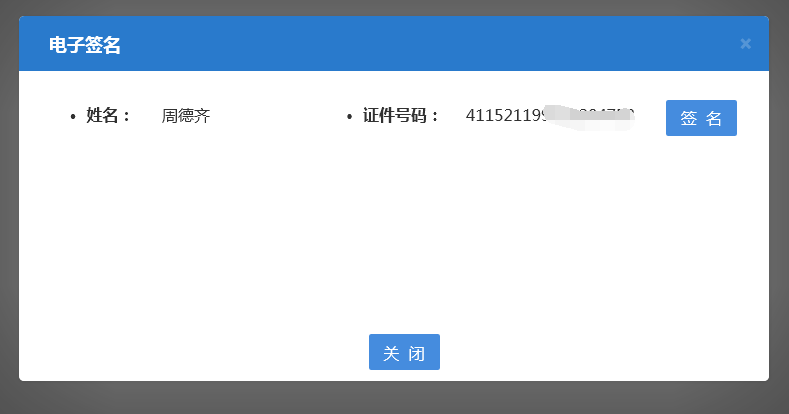 电子签名 ×
• 姓名： 周德齐 • 证件号码： 41152119 签 名
关 闭